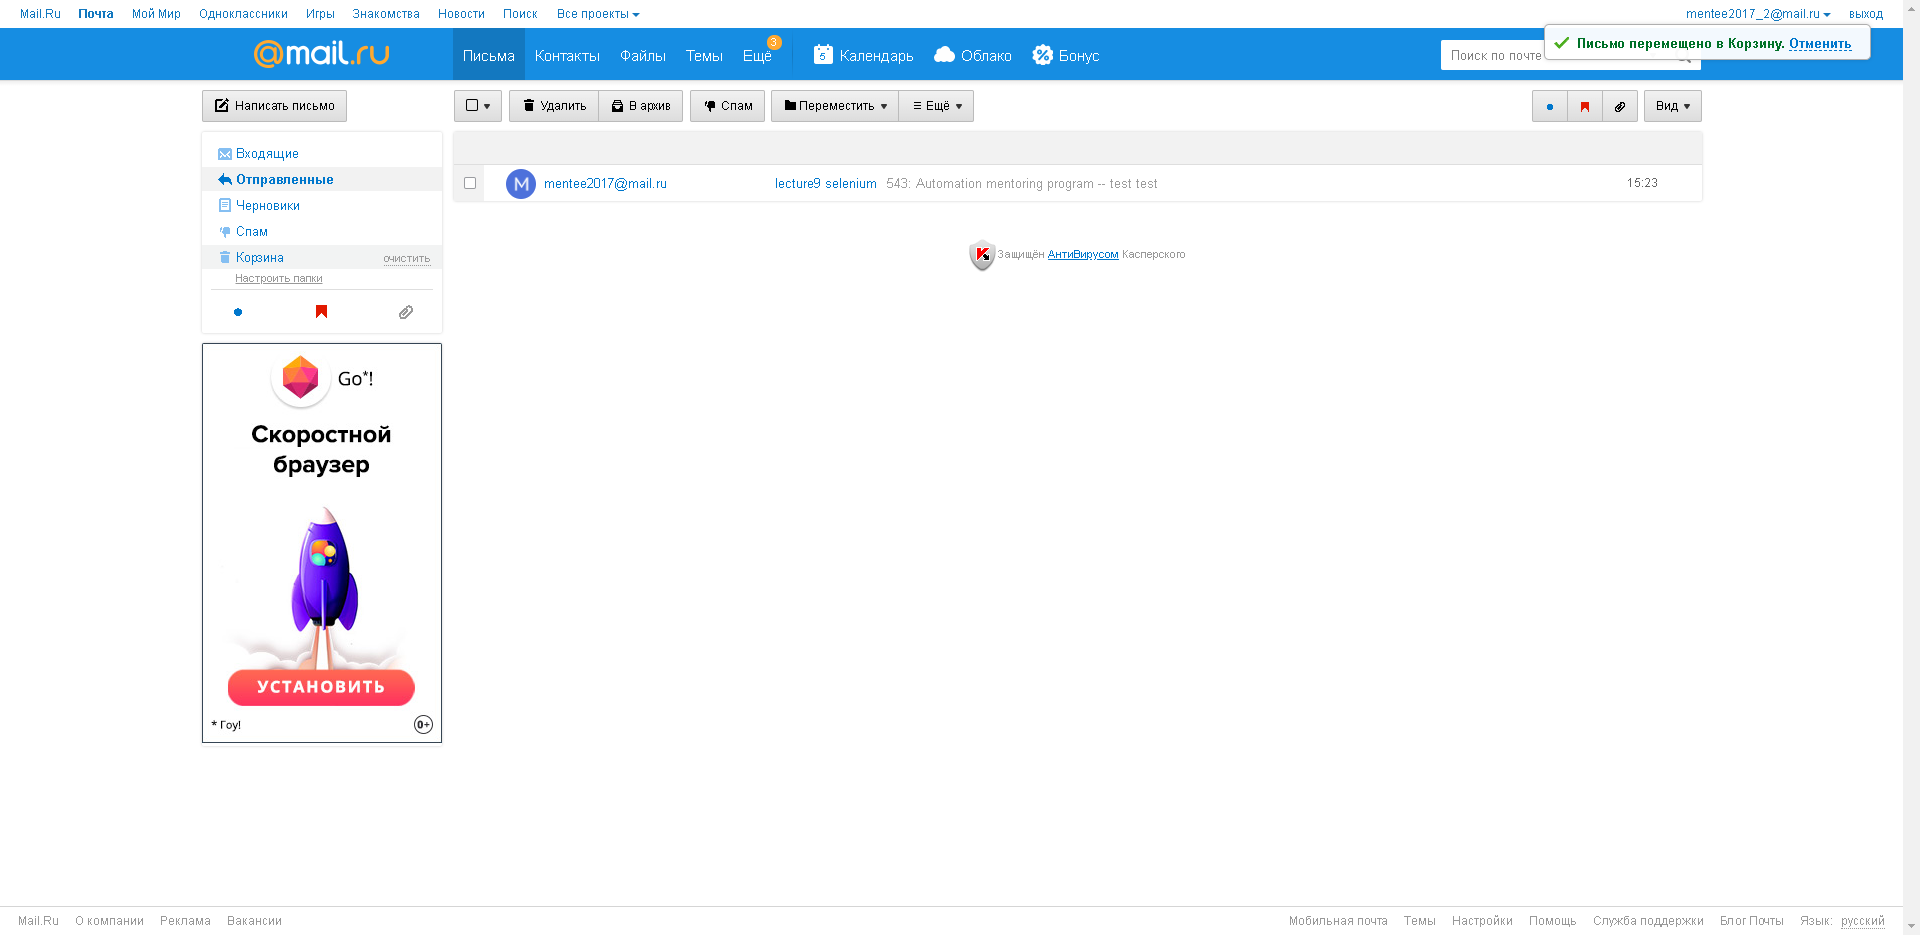 Mail.Ru Почта Мой Мир Одноклассники Игры Знакомства Новости Поиск Все проекты mentee2017_2@mail.ru выход
@mail.ru Письма Контакты Файлы Темы Ещё 3 5 Календарь Облако Бонус Поиск по почте
Письмо перемещено в Корзину. Отменить
Написать письмо Удалить В архив Спам Переместить Ещё Вид
Входящие
Отправленные
Черновики
Спам
Корзина очистить
Настроить папки
M mentee2017@mail.ru lecture9 selenium 543: Automation mentoring program -- test test 15:23
Защищён АнтиВирусом Касперского
Go*!
Скоростной
браузер
УСТАНОВИТЬ
* Гоу! 0+
Mail.Ru О компании Реклама Вакансии Мобильная почта Темы Настройки Помощь Служба поддержки Блог Почты Язык: русский